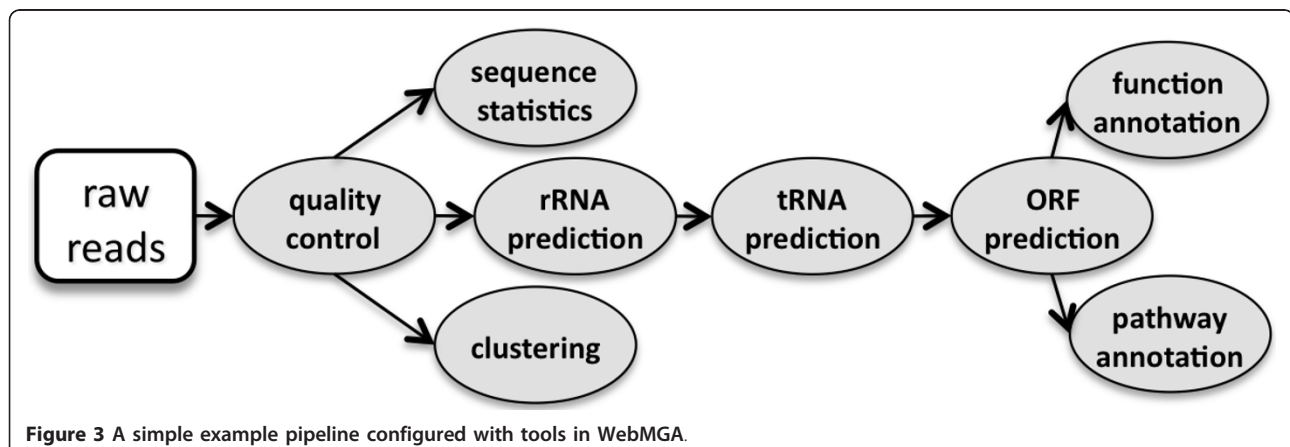 raw
reads
quality
control
sequence
statistics
rRNA
prediction
clustering
tRNA
prediction
ORF
prediction
function
annotation
pathway
annotation
Figure 3 A simple example pipeline configured with tools in WebMGA.